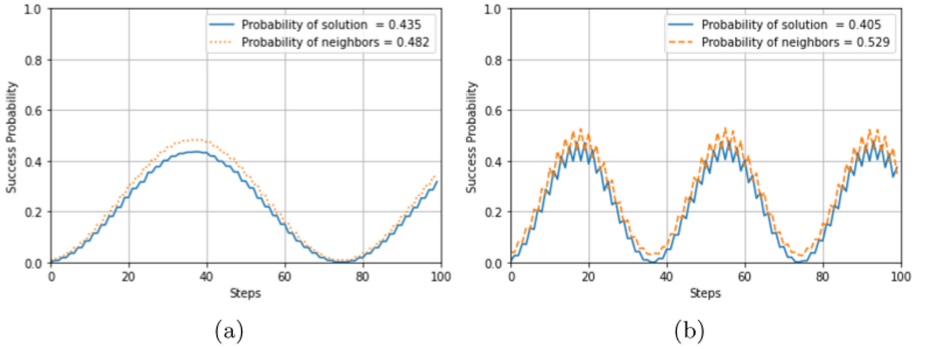 1.0
0.8
0.6
0.4
0.2
0.0
Success Probability
Probability of solution = 0.435
Probability of neighbors = 0.482
0 20 40 60 80 100
Steps
(a)
1.0
0.8
0.6
0.4
0.2
0.0
Success Probability
Probability of solution = 0.405
Probability of neighbors = 0.529
0 20 40 60 80 100
Steps
(b)